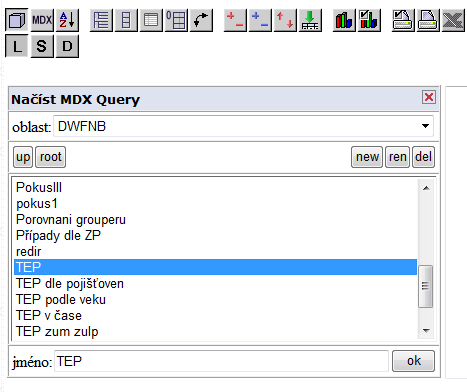 MDX A Z
L S D
Načíst MDX Query
oblast: DWFNB
up root new ren del
PokusIII
pokus1
Porovnani grouperu
Případy dle ZP
redir
TEP
TEP dle pojišťoven
TEP podle veku
TEP v čase
TEP zum zulp
jméno: TEP ok